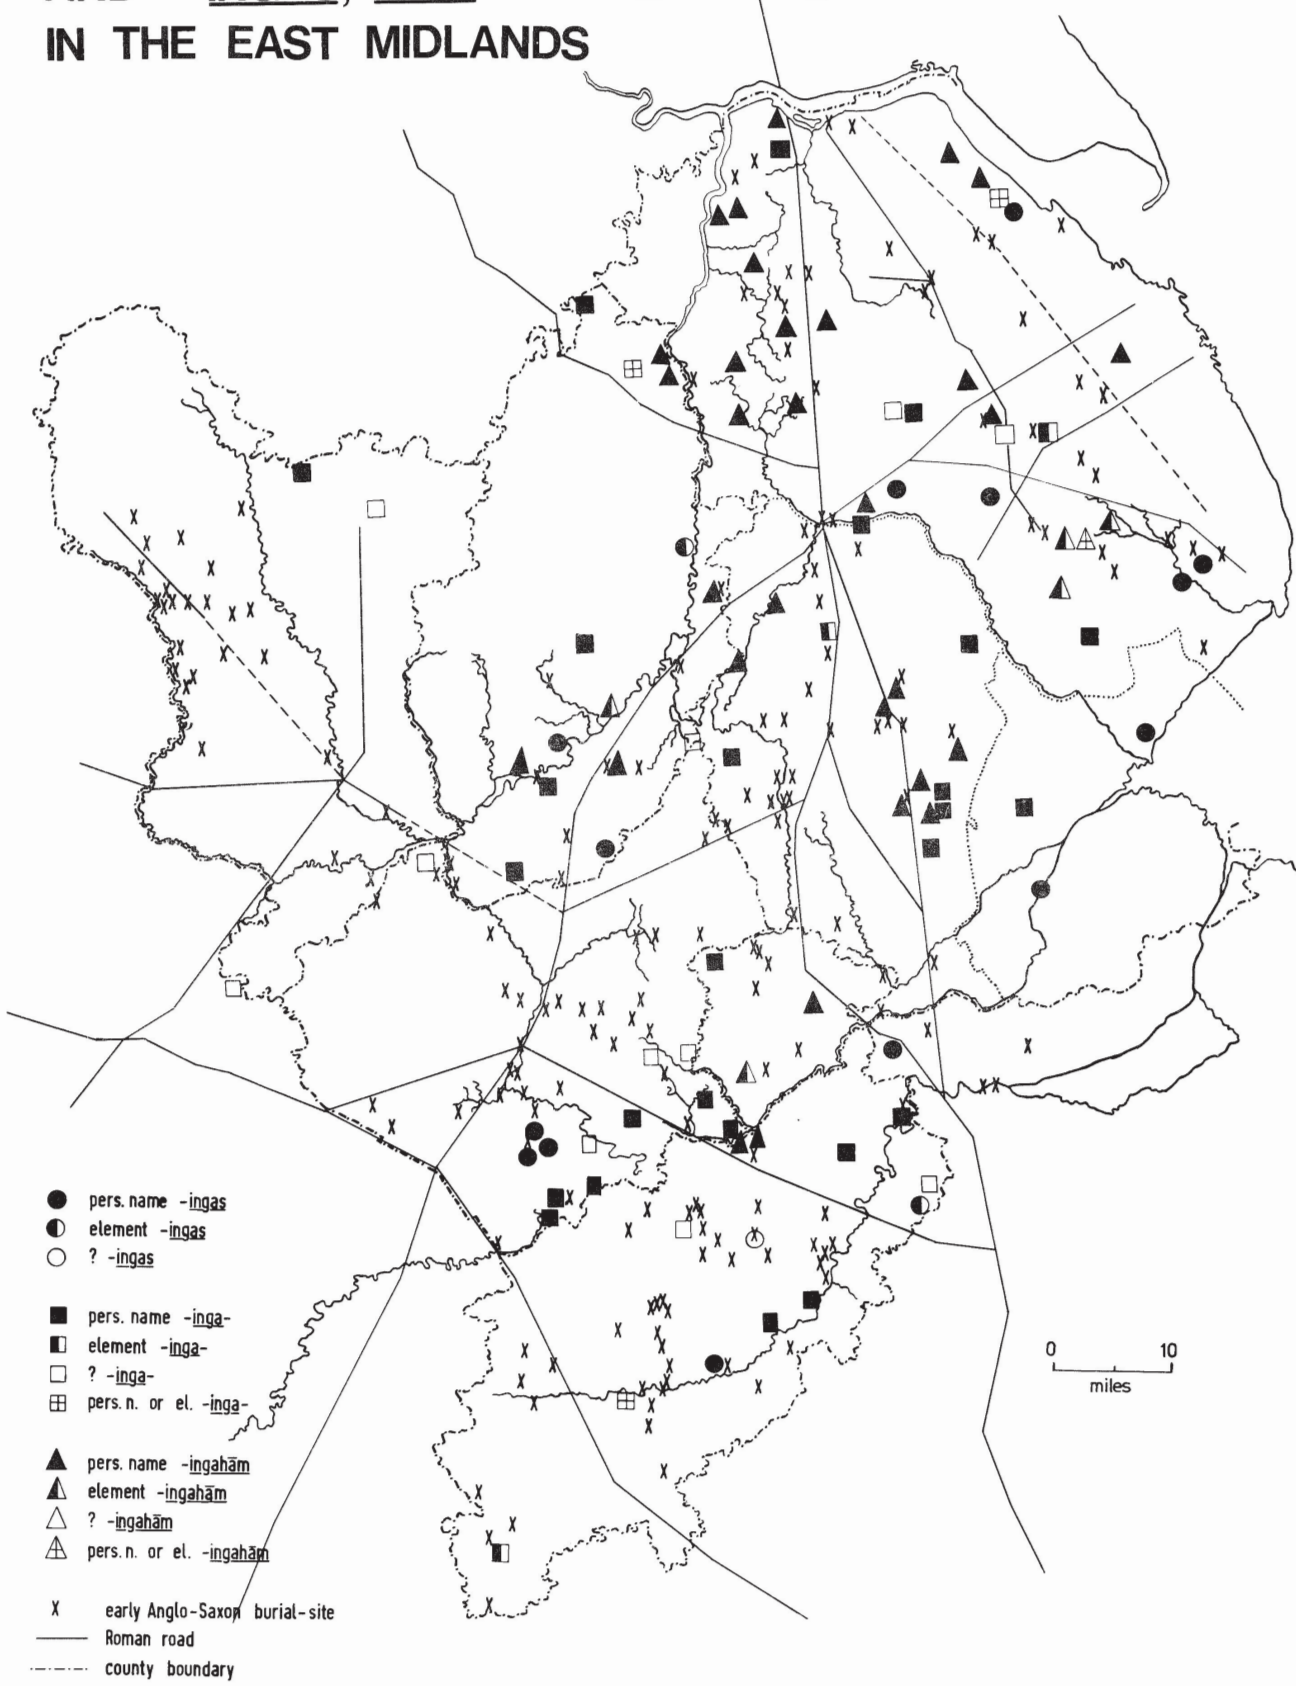 IN THE EAST MIDLANDS
pers. name -ingas
element -ingas
? -ingas
pers. name -inga-
element -inga-
? -inga-
pers. n. or el. -inga-
pers. name -ingahām
element -ingahām
? -ingahām
pers. n. or el. -ingahām
x early Anglo-Saxon burial-site
Roman road
county boundary
0 10
miles